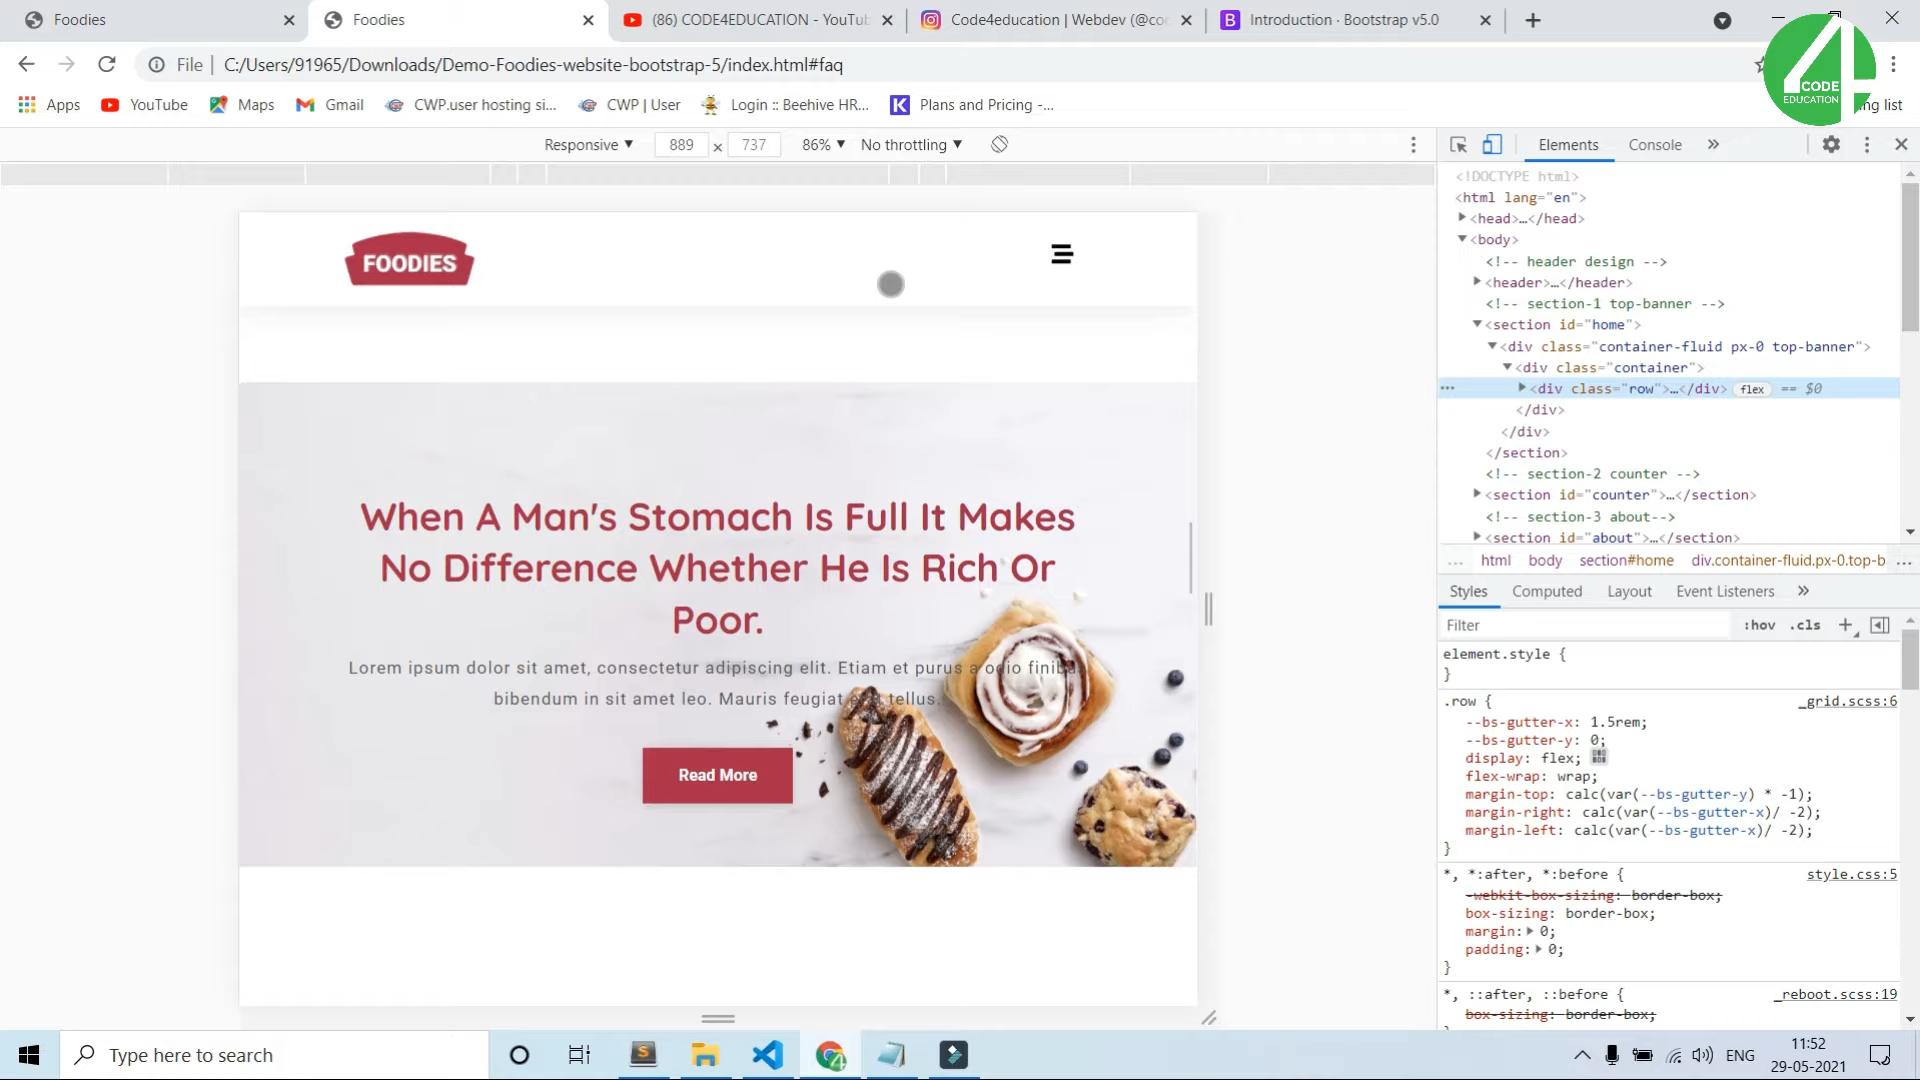 Foodies
Foodies
(86) CODE4EDUCATION - YouTub
Code4education | Webdev (@co
Introduction · Bootstrap v5.0
File | C:/Users/91965/Downloads/Demo-Foodies-website-bootstrap-5/index.html#faq
CODE
EDUCATION
Apps
YouTube
Maps
Gmail
CWP.user hosting si...
CWP | User
Login :: Beehive HR...
Plans and Pricing -...
ng list
Responsive ▼ 889 × 737 86% ▼ No throttling ▼
Elements
Console
<!DOCTYPE html>
<html lang="en">
<head>…</head>
<body>
<!-- header design -->
<header>…</header>
<!-- section-1 top-banner -->
<section id="home">
<div class="container-fluid px-0 top-banner">
<div class="container">
<div class="row">…</div> flex == $0
</div>
</div>
</section>
<!-- section-2 counter -->
<section id="counter">…</section>
<!-- section-3 about-->
<section id="about">…</section>
... html body section#home div.container-fluid.px-0.top-b ...
Styles Computed Layout Event Listeners
Filter :hov .cls +
element.style {
}
.row { _grid.scss:6
--bs-gutter-x: 1.5rem;
--bs-gutter-y: 0;
display: flex;
flex-wrap: wrap;
margin-top: calc(var(--bs-gutter-y) * -1);
margin-right: calc(var(--bs-gutter-x)/ -2);
margin-left: calc(var(--bs-gutter-x)/ -2);
}
*, *:after, *:before { style.css:5
-webkit-box-sizing: border-box;
box-sizing: border-box;
margin: 0;
padding: 0;
}
*, ::after, ::before { _reboot.scss:19
box-sizing: border-box;
FOODIES
When A Man's Stomach Is Full It Makes
No Difference Whether He Is Rich Or
Poor.
Lorem ipsum dolor sit amet, consectetur adipiscing elit. Etiam et purus a odio finibu
bibendum in sit amet leo. Mauris feugiat tellus.
Read More
Type here to search
ENG
11:52
29-05-2021